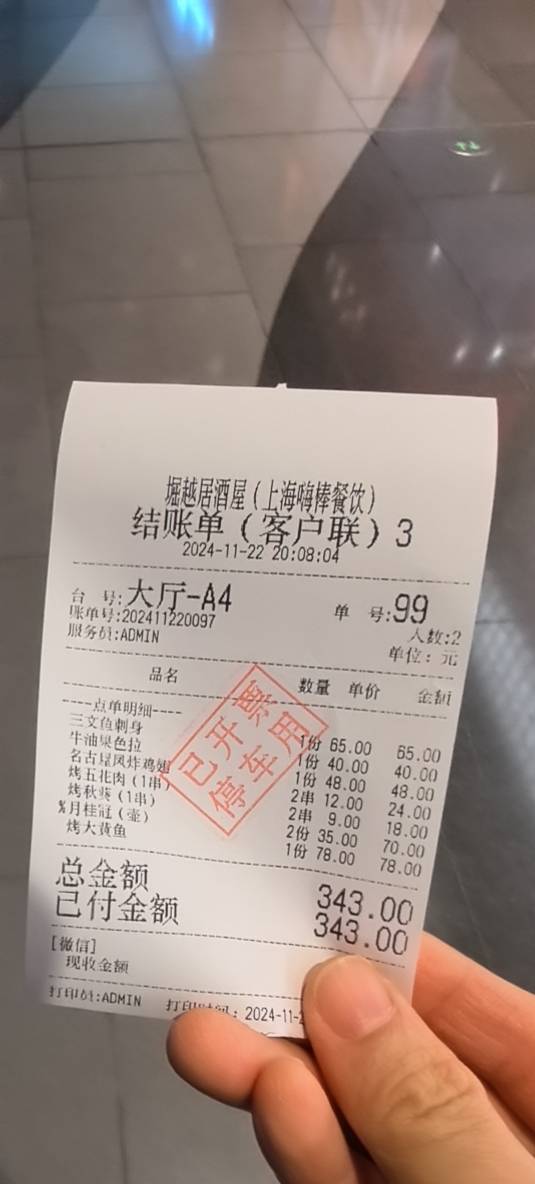 堀越居酒屋(上海嗨棒餐饮)
结账单(客户联)3
2024-11-22 20:08:04
台 号:大厅-A4 单 号:99
账单号:202411220097 人数:2
服务员:ADMIN 单位:元
品名 数量 单价 金额
----点单明细----
三文鱼刺身 1份 65.00 65.00
牛油果色拉 1份 40.00 40.00
名古屋风炸鸡翅 1份 48.00 48.00
烤五花肉(1串) 2串 12.00 24.00
烤秋葵(1串) 2串 9.00 18.00
%月桂冠(壶) 2份 35.00 70.00
烤大黄鱼 1份 78.00 78.00
已开票
停车用
总金额 343.00
已付金额 343.00
[微信]
现收金额
打印员:ADMIN 打印时间:2024-11-2